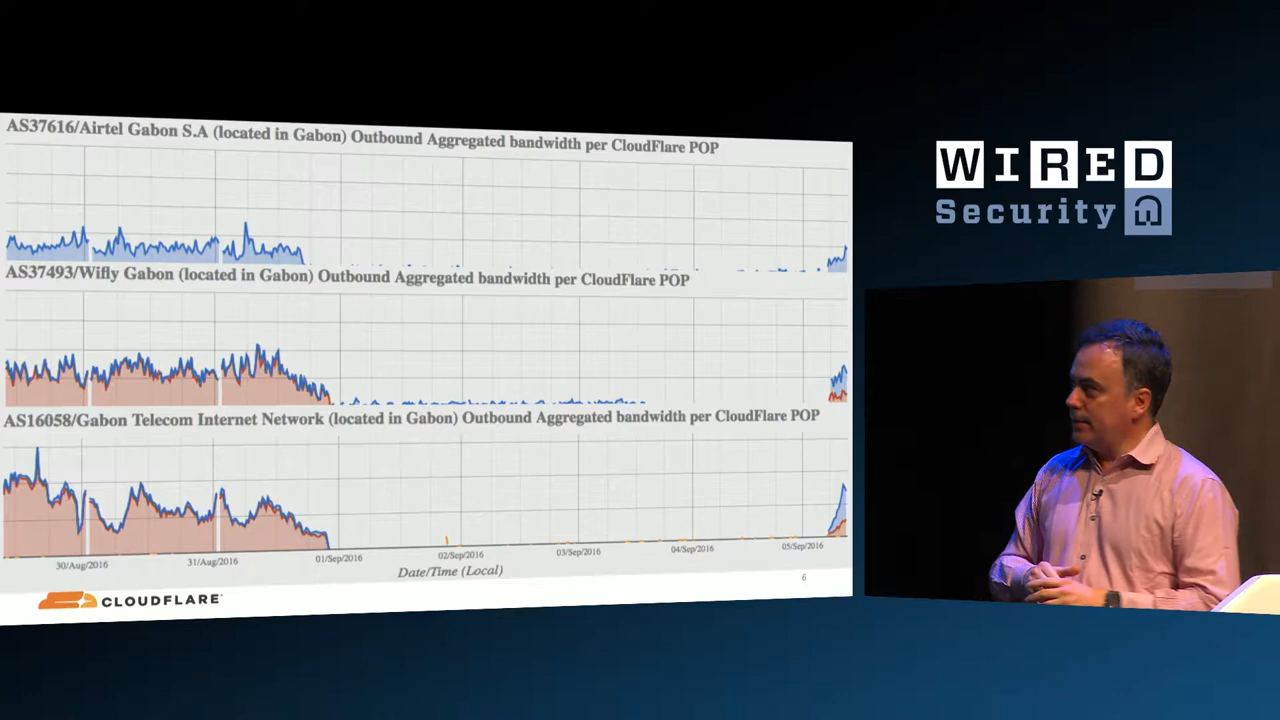 AS37616/Airtel Gabon S.A (located in Gabon) Outbound Aggregated bandwidth per CloudFlare POP
WIRED
Security
AS37493/Wifly Gabon (located in Gabon) Outbound Aggregated bandwidth per CloudFlare POP
AS16058/Gabon Telecom Internet Network (located in Gabon) Outbound Aggregated bandwidth per CloudFlare POP
30/Aug/2016 31/Aug/2016 01/Sep/2016 02/Sep/2016 03/Sep/2016 04/Sep/2016 05/Sep/2016
Date/Time (Local)
6
CLOUDFLARE